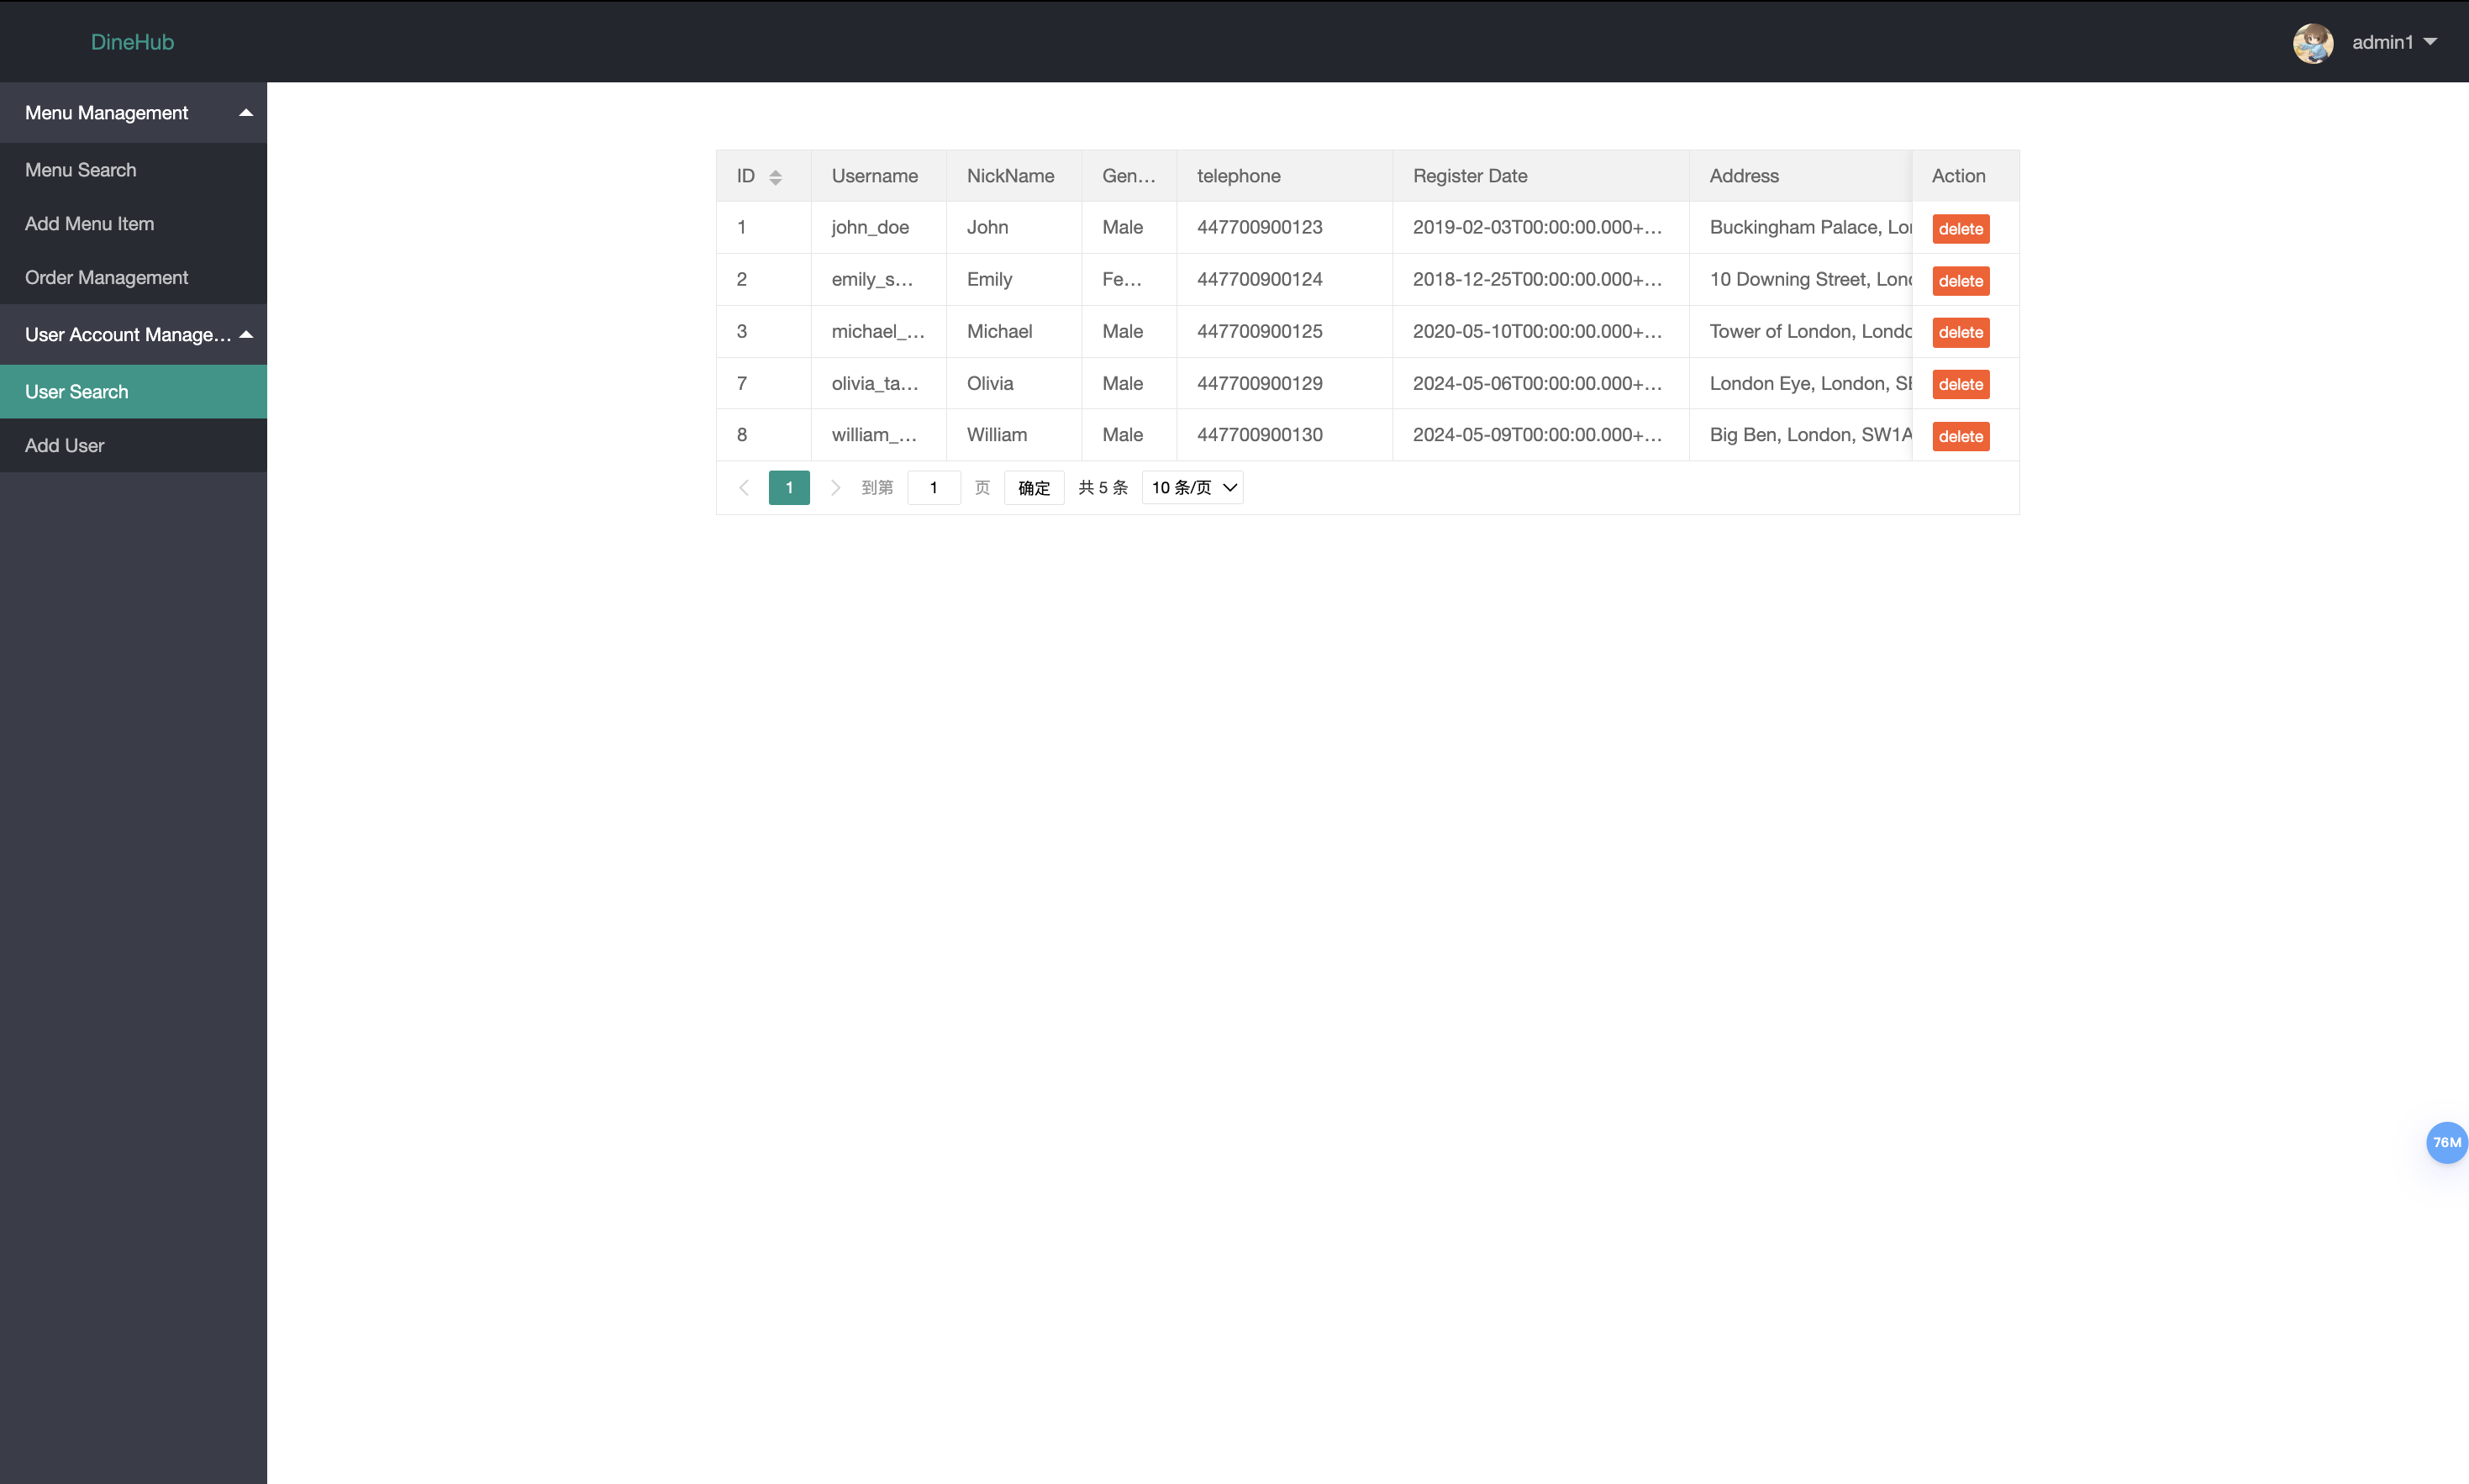 DineHub
admin1
Menu Management
Menu Search
Add Menu Item
Order Management
User Account Manage...
User Search
Add User
ID Username NickName Gen... telephone Register Date Address Action
1 john_doe John Male 447700900123 2019-02-03T00:00:00.000+... Buckingham Palace, Lon delete
2 emily_s... Emily Fe... 447700900124 2018-12-25T00:00:00.000+... 10 Downing Street, Lond delete
3 michael_... Michael Male 447700900125 2020-05-10T00:00:00.000+... Tower of London, Londo delete
7 olivia_ta... Olivia Male 447700900129 2024-05-06T00:00:00.000+... London Eye, London, SE delete
8 william_... William Male 447700900130 2024-05-09T00:00:00.000+... Big Ben, London, SW1A delete
1 到第 1 页 确定 共 5 条 10 条/页
76M